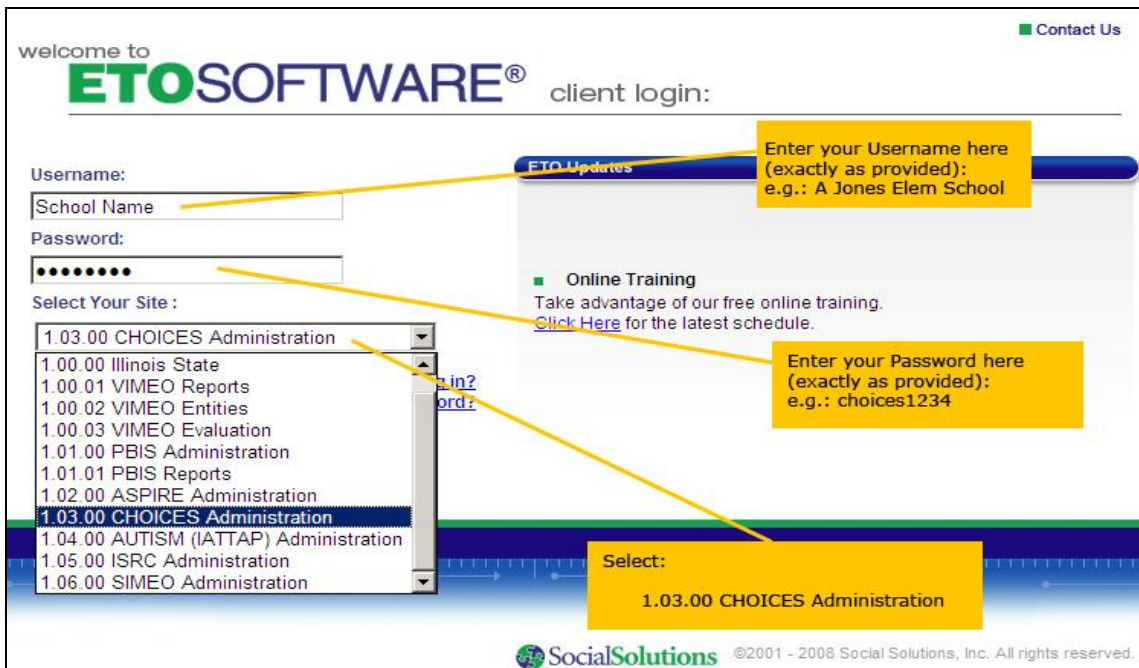 Contact Us
welcome to
ETOSOFTWARE® client login:
Username:
School Name
Password:
Select Your Site :
1.03.00 CHOICES Administration
1.00.00 Illinois State
1.00.01 VIMEO Reports
1.00.02 VIMEO Entities
1.00.03 VIMEO Evaluation
1.01.00 PBIS Administration
1.01.01 PBIS Reports
1.02.00 ASPIRE Administration
1.03.00 CHOICES Administration
1.04.00 AUTISM (IATTAP) Administration
1.05.00 ISRC Administration
1.06.00 SIMEO Administration
in?
ord?
ETO Updates
Enter your Username here
(exactly as provided):
e.g.: A Jones Elem School
Online Training
Take advantage of our free online training.
Click Here for the latest schedule.
Enter your Password here
(exactly as provided):
e.g.: choices1234
Select:
1.03.00 CHOICES Administration
SocialSolutions ©2001 - 2008 Social Solutions, Inc. All rights reserved.